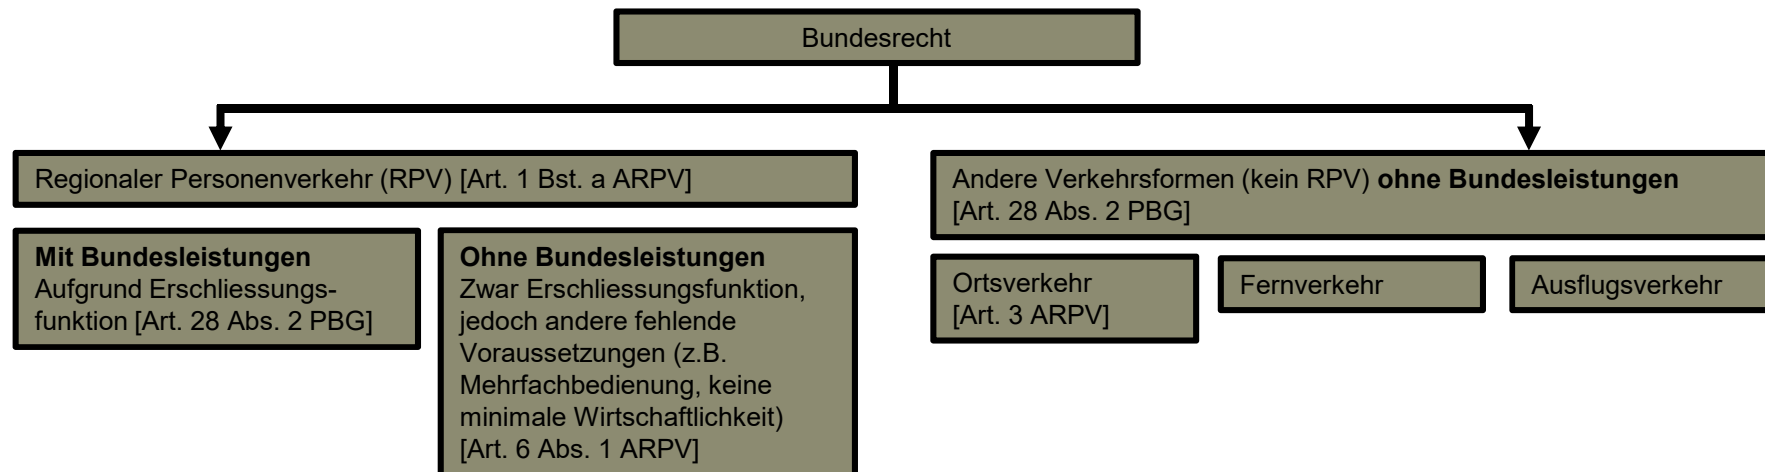 Bundesrecht
Regionaler Personenverkehr (RPV) [Art. 1 Bst. a ARPV]
Mit Bundesleistungen
Aufgrund Erschliessungs-
funktion [Art. 28 Abs. 2 PBG]
Ohne Bundesleistungen
Zwar Erschliessungsfunktion,
jedoch andere fehlende
Voraussetzungen (z.B.
Mehrfachbedienung, keine
minimale Wirtschaftlichkeit)
[Art. 6 Abs. 1 ARPV]
Andere Verkehrsformen (kein RPV) ohne Bundesleistungen
[Art. 28 Abs. 2 PBG]
Ortsverkehr
[Art. 3 ARPV]
Fernverkehr
Ausflugsverkehr